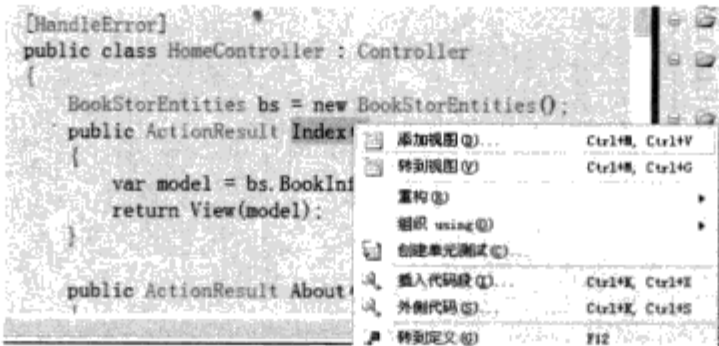 [HandleError]
public class HomeController : Controller
{
BookStorEntities bs = new BookStorEntities();
public ActionResult Index(
{
var model = bs.BookInf
return View(model);
}
public ActionResult About(
{
添加视图(D)... Ctrl+M, Ctrl+V
转到视图(V) Ctrl+M, Ctrl+G
重构(R)
组织 using(O)
创建单元测试(C)...
插入代码段(I)... Ctrl+K, Ctrl+X
外侧代码(S)... Ctrl+K, Ctrl+S
转到定义(G) F12